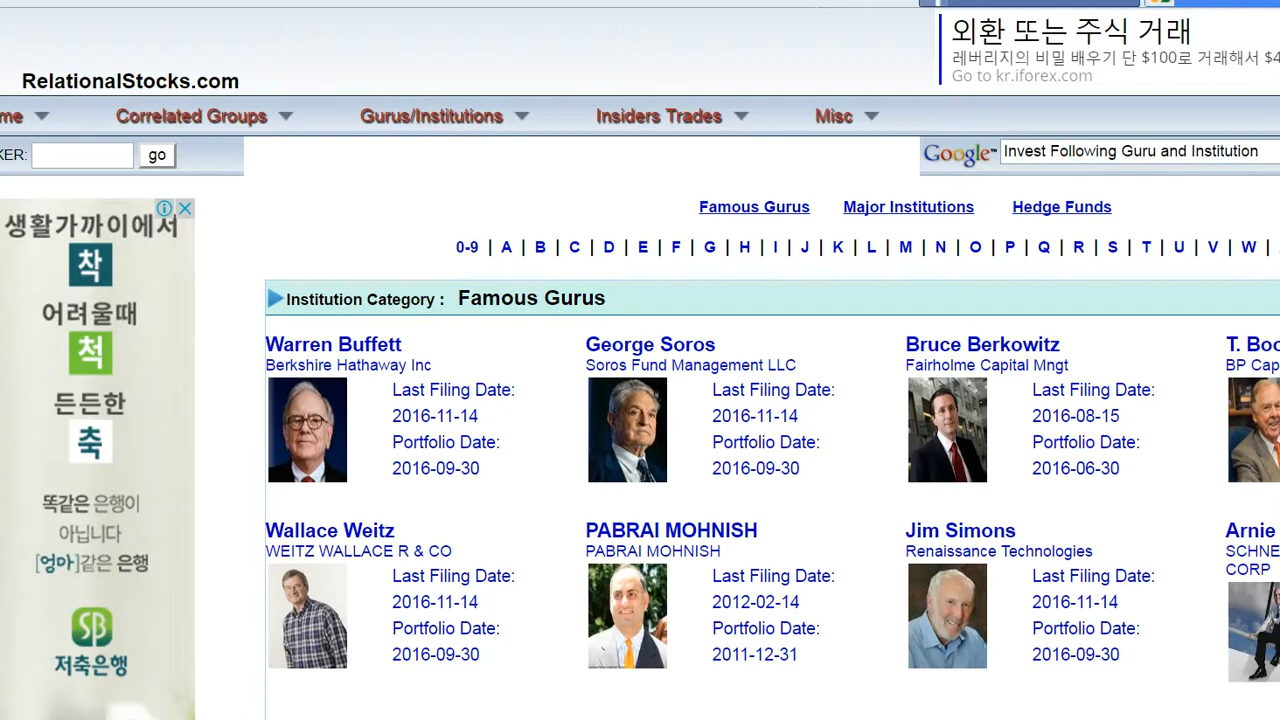 외환 또는 주식 거래
레버리지의 비밀 배우기 단 $100로 거래해서 $4
Go to kr.iforex.com
RelationalStocks.com
me Correlated Groups Gurus/Institutions Insiders Trades Misc
KER: go
Google™ Invest Following Guru and Institution
생활가까이에서
착
어려울때
척
든든한
축
똑같은 은행이
아닙니다
[엄마]같은 은행
SB
저축은행
Famous Gurus Major Institutions Hedge Funds
0-9 | A | B | C | D | E | F | G | H | I | J | K | L | M | N | O | P | Q | R | S | T | U | V | W |
Institution Category : Famous Gurus
Warren Buffett
Berkshire Hathaway Inc
Last Filing Date:
2016-11-14
Portfolio Date:
2016-09-30
George Soros
Soros Fund Management LLC
Last Filing Date:
2016-11-14
Portfolio Date:
2016-09-30
Bruce Berkowitz
Fairholme Capital Mngt
Last Filing Date:
2016-08-15
Portfolio Date:
2016-06-30
T. Boo
BP Cap
Wallace Weitz
WEITZ WALLACE R & CO
Last Filing Date:
2016-11-14
Portfolio Date:
2016-09-30
PABRAI MOHNISH
PABRAI MOHNISH
Last Filing Date:
2012-02-14
Portfolio Date:
2011-12-31
Jim Simons
Renaissance Technologies
Last Filing Date:
2016-11-14
Portfolio Date:
2016-09-30
Arnie
SCHNE
CORP